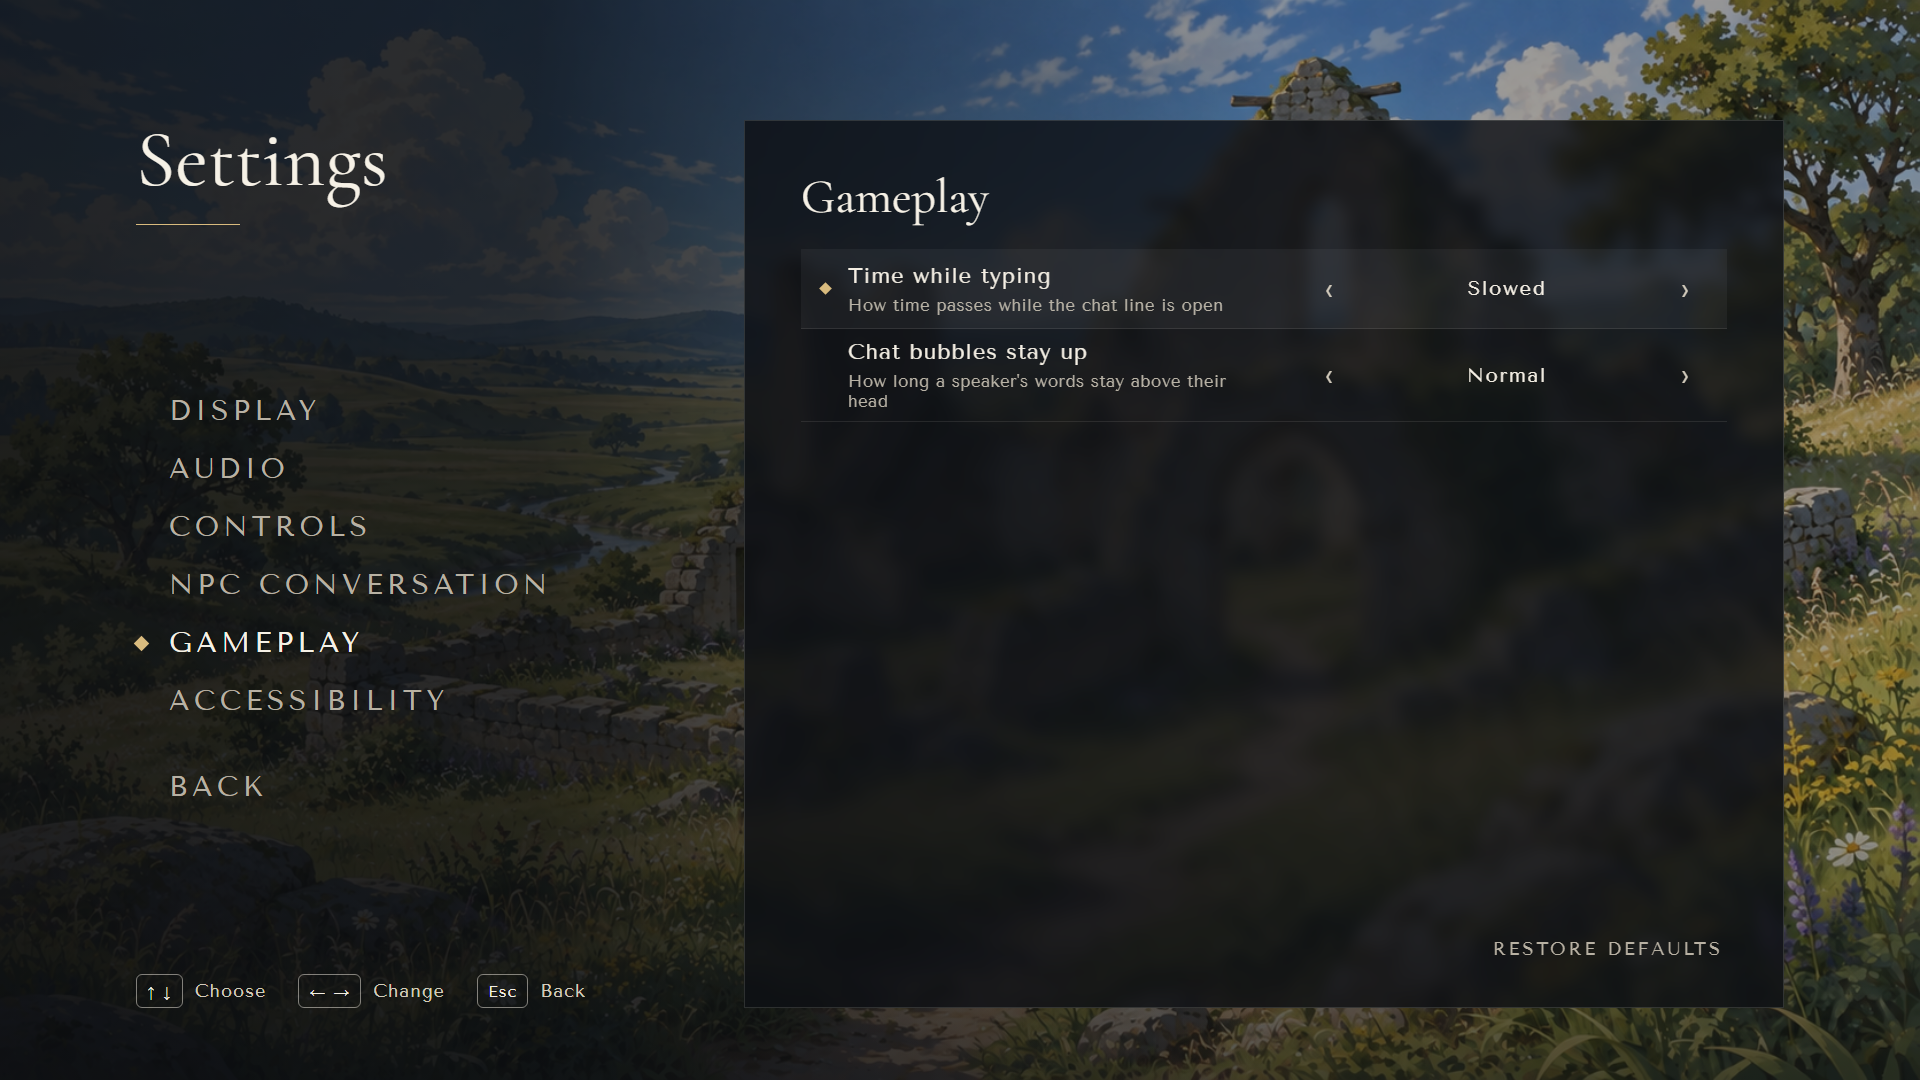 Settings
DISPLAY
AUDIO
CONTROLS
NPC CONVERSATION
GAMEPLAY
ACCESSIBILITY
BACK
↑ ↓ Choose ← → Change Esc Back
Gameplay
Time while typing
How time passes while the chat line is open
‹ Slowed ›
Chat bubbles stay up
How long a speaker's words stay above their
head
‹ Normal ›
RESTORE DEFAULTS